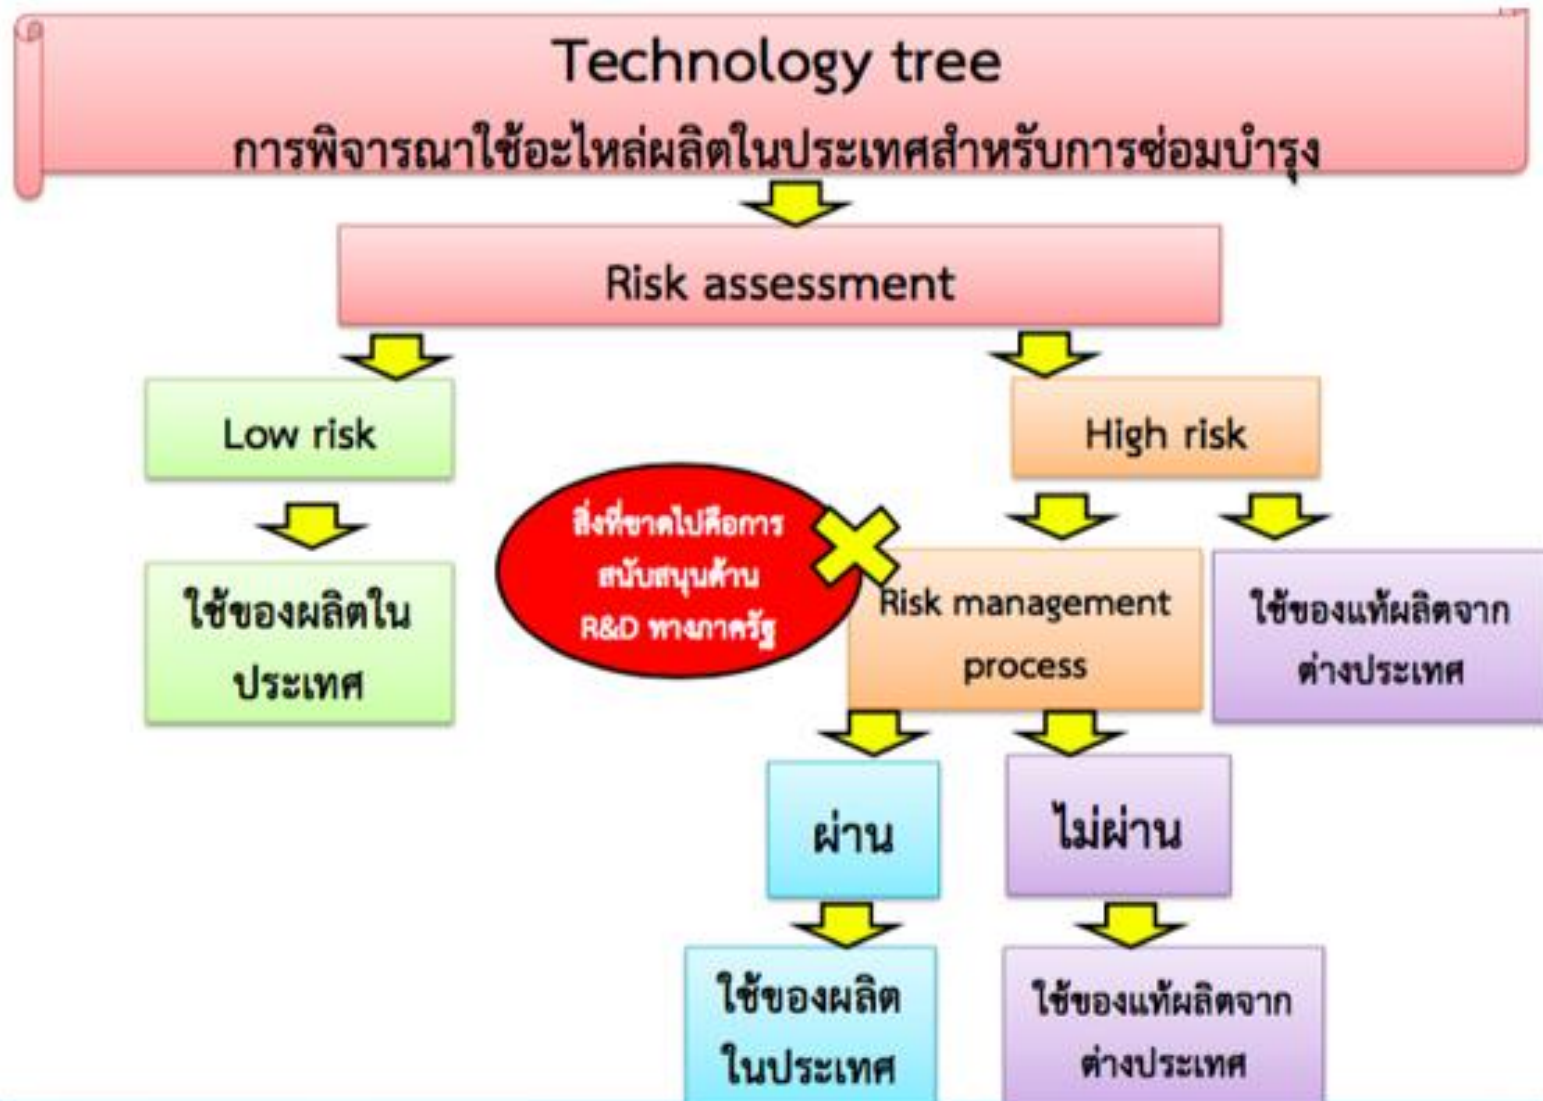 Technology tree
การพิจารณาใช้อะไหล่ผลิตในประเทศสำหรับการซ่อมบำรุง
Risk assessment
Low risk
High risk
สิ่งที่ขาดไปคือการ
สนับสนุนด้าน
R&D ทางภาครัฐ
ใช้ของผลิตใน
ประเทศ
Risk management
process
ใช้ของแท้ผลิตจาก
ต่างประเทศ
ผ่าน
ไม่ผ่าน
ใช้ของผลิต
ในประเทศ
ใช้ของแท้ผลิตจาก
ต่างประเทศ